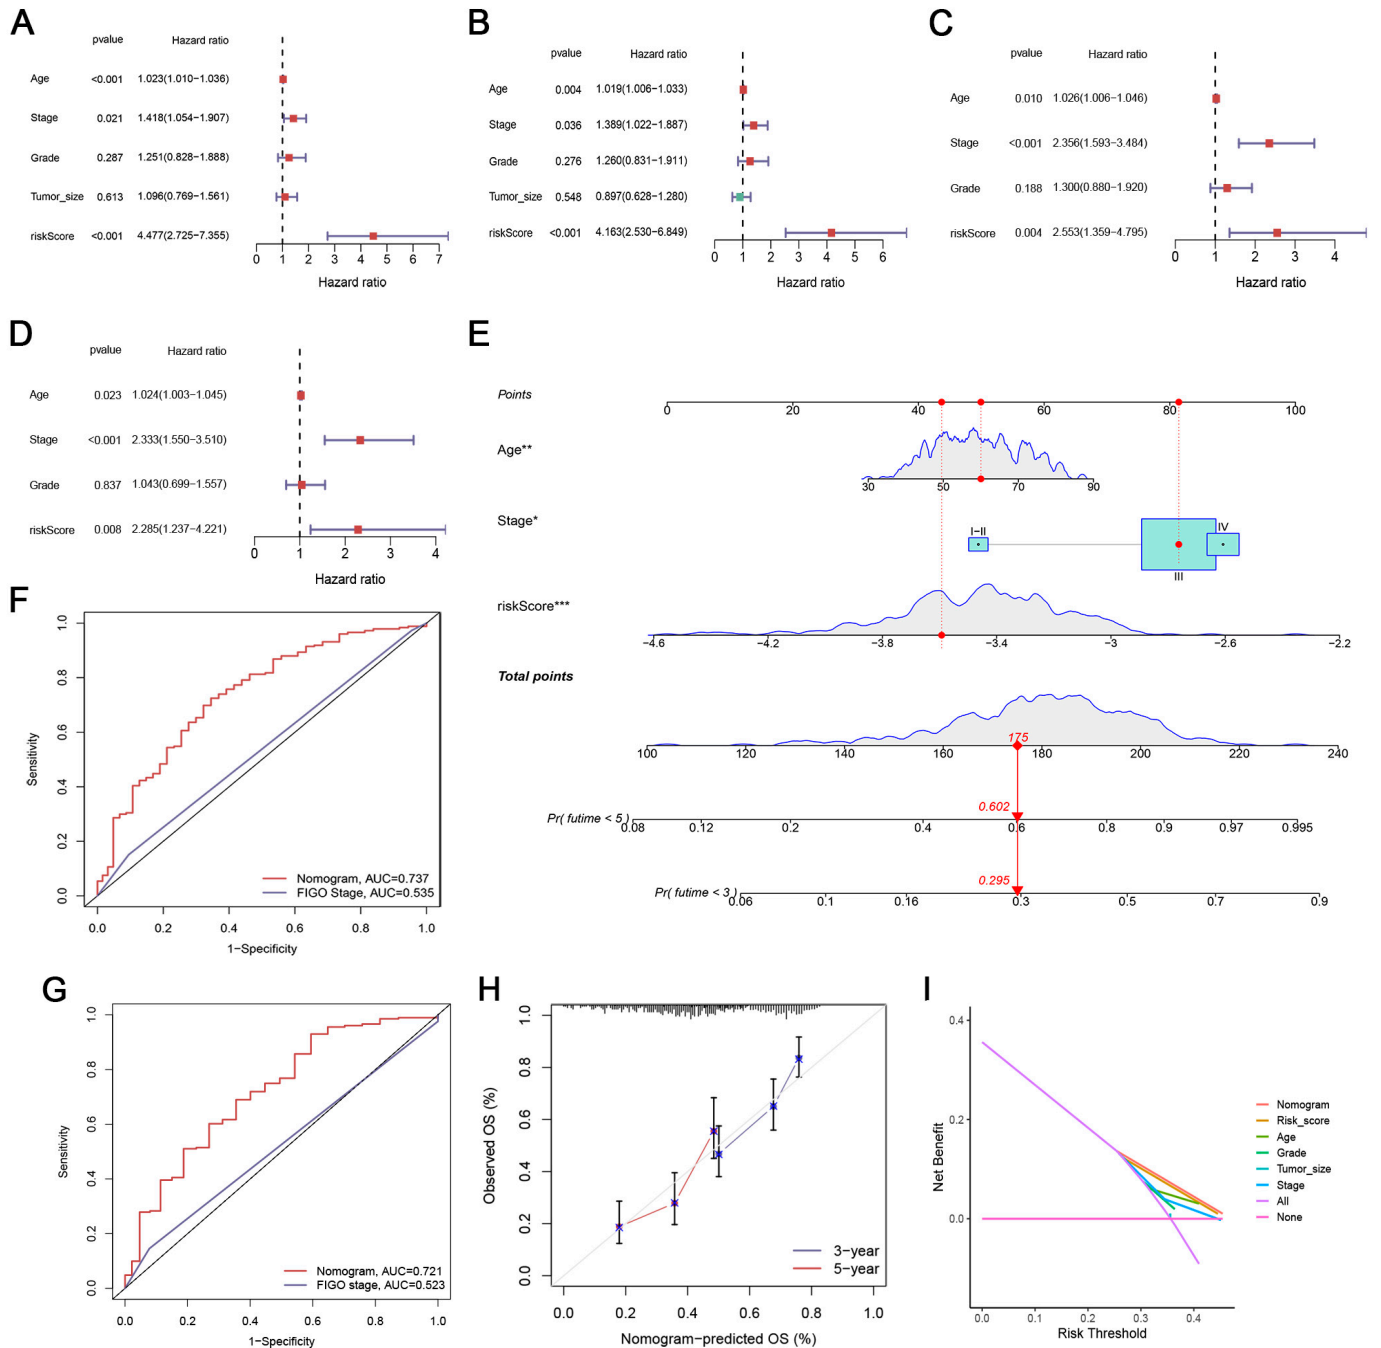 A
pvalue Hazard ratio
Age <0.001 1.023(1.010−1.036)
Stage 0.021 1.418(1.054−1.907)
Grade 0.287 1.251(0.828−1.888)
Tumor_size 0.613 1.096(0.769−1.561)
riskScore <0.001 4.477(2.725−7.355)
0 1 2 3 4 5 6 7
Hazard ratio
B
pvalue Hazard ratio
Age 0.004 1.019(1.006−1.033)
Stage 0.036 1.389(1.022−1.887)
Grade 0.276 1.260(0.831−1.911)
Tumor_size 0.548 0.897(0.628−1.280)
riskScore <0.001 4.163(2.530−6.849)
0 1 2 3 4 5 6
Hazard ratio
C
pvalue Hazard ratio
Age 0.010 1.026(1.006−1.046)
Stage <0.001 2.356(1.593−3.484)
Grade 0.188 1.300(0.880−1.920)
riskScore 0.004 2.553(1.359−4.795)
0 1 2 3 4
Hazard ratio
D
pvalue Hazard ratio
Age 0.023 1.024(1.003−1.045)
Stage <0.001 2.333(1.550−3.510)
Grade 0.837 1.043(0.699−1.557)
riskScore 0.008 2.285(1.237−4.221)
0 1 2 3 4
Hazard ratio
E
Points
0 20 40 60 80 100
Age**
30 50 70 90
Stage*
I−II IV
III
riskScore***
−4.6 −4.2 −3.8 −3.4 −3 −2.6 −2.2
Total points
175
100 120 140 160 180 200 220 240
0.602
Pr( futime < 5 )
0.08 0.12 0.2 0.4 0.6 0.8 0.9 0.97 0.995
0.295
Pr( futime < 3 )
0.06 0.1 0.16 0.3 0.5 0.7 0.9
F
Sensitivity
0.0 0.2 0.4 0.6 0.8 1.0
Nomogram, AUC=0.737
FIGO Stage, AUC=0.535
0.0 0.2 0.4 0.6 0.8 1.0
1−Specificity
G
Sensitivity
0.0 0.2 0.4 0.6 0.8 1.0
Nomogram, AUC=0.721
FIGO stage, AUC=0.523
0.0 0.2 0.4 0.6 0.8 1.0
1−Specificity
H
Observed OS (%)
0.0 0.2 0.4 0.6 0.8 1.0
3−year
5−year
0.0 0.2 0.4 0.6 0.8 1.0
Nomogram−predicted OS (%)
I
Net Benefit
0.4
0.2
0.0
0.0 0.1 0.2 0.3 0.4
Risk Threshold
Nomogram
Risk_score
Age
Grade
Tumor_size
Stage
All
None